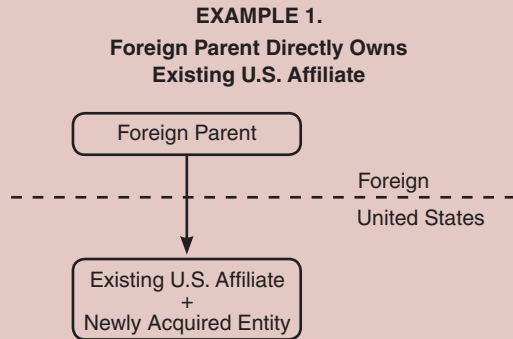 EXAMPLE 1.
Foreign Parent Directly Owns
Existing U.S. Affiliate
Foreign Parent
Foreign
United States
Existing U.S. Affiliate
+
Newly Acquired Entity